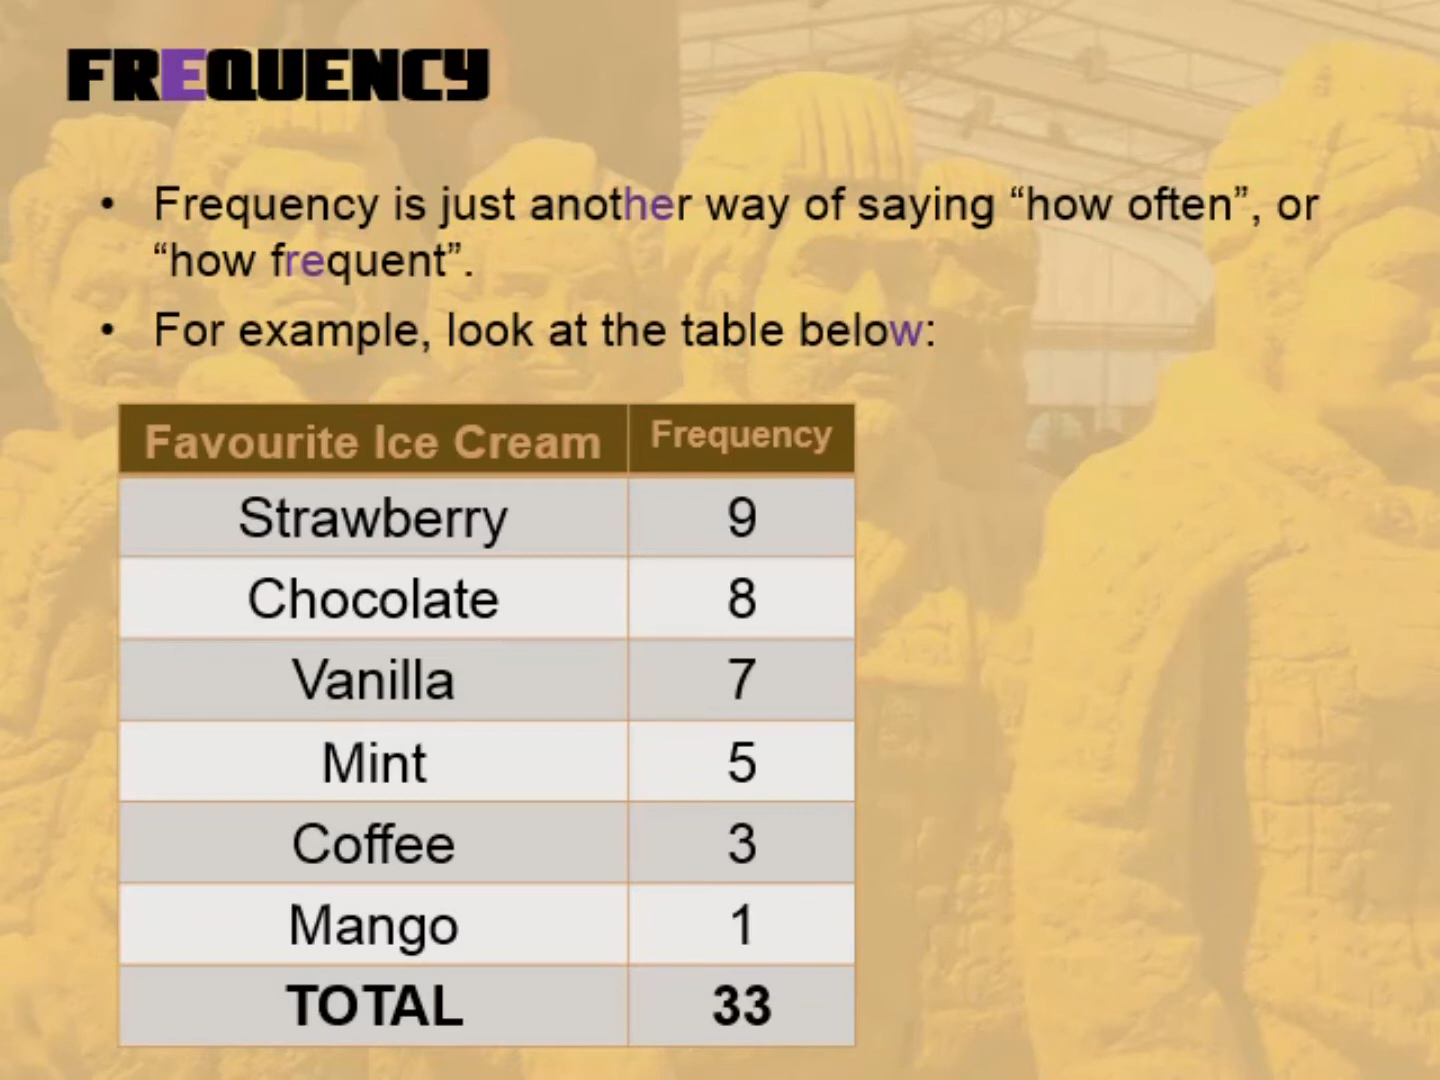 FREQUENCY
• Frequency is just another way of saying “how often”, or
“how frequent”.
• For example, look at the table below:
Favourite Ice Cream Frequency
Strawberry 9
Chocolate 8
Vanilla 7
Mint 5
Coffee 3
Mango 1
TOTAL 33